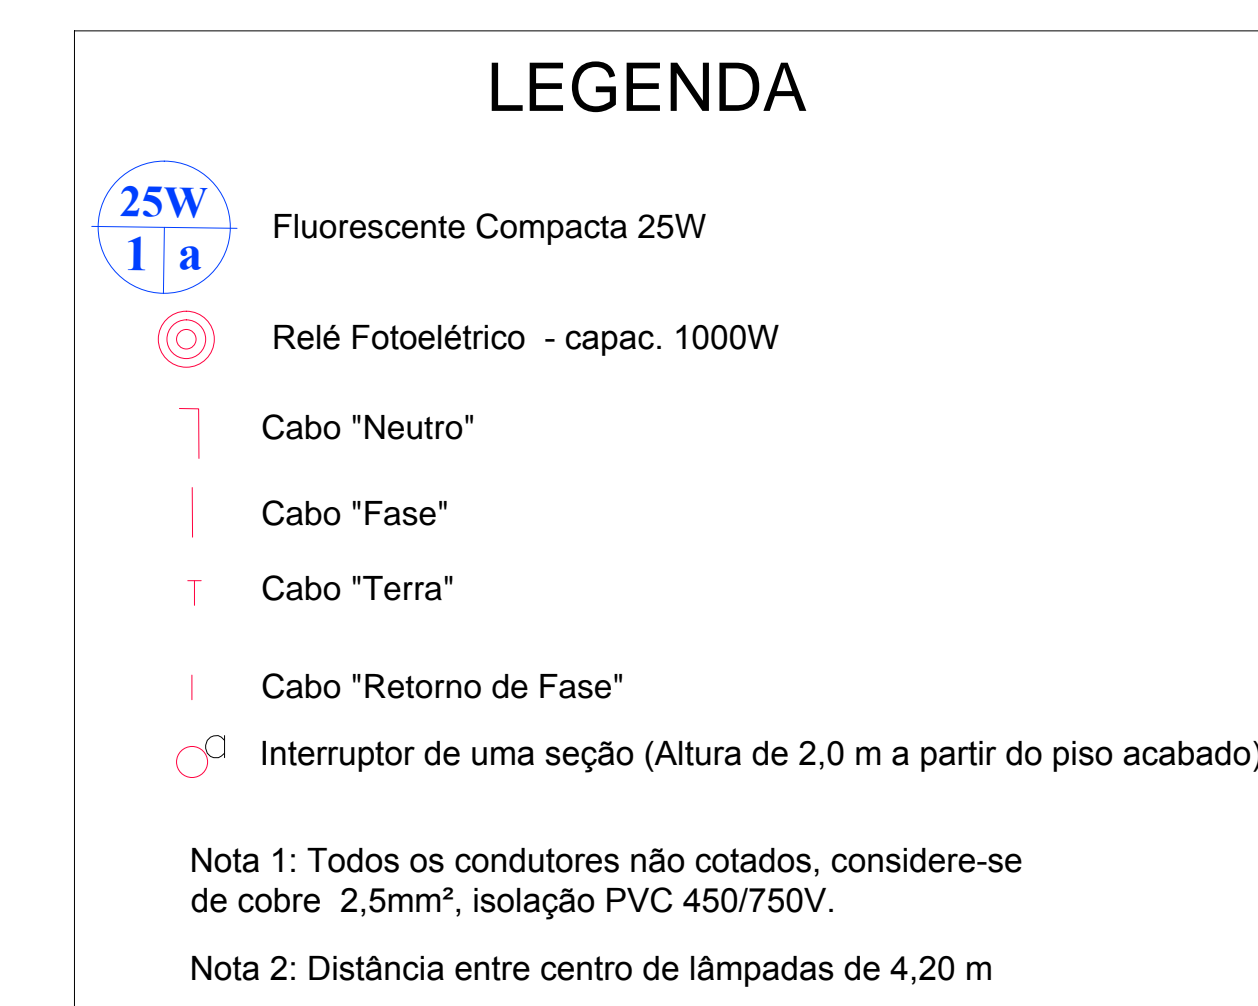 LEGENDA
25W
1 a
Fluorescente Compacta 25W
Relé Fotoelétrico - capac. 1000W
Cabo "Neutro"
Cabo "Fase"
Cabo "Terra"
Cabo "Retorno de Fase"
a
Interruptor de uma seção (Altura de 2,0 m a partir do piso acabado)
Nota 1: Todos os condutores não cotados, considere-se
de cobre 2,5mm², isolação PVC 450/750V.
Nota 2: Distância entre centro de lâmpadas de 4,20 m